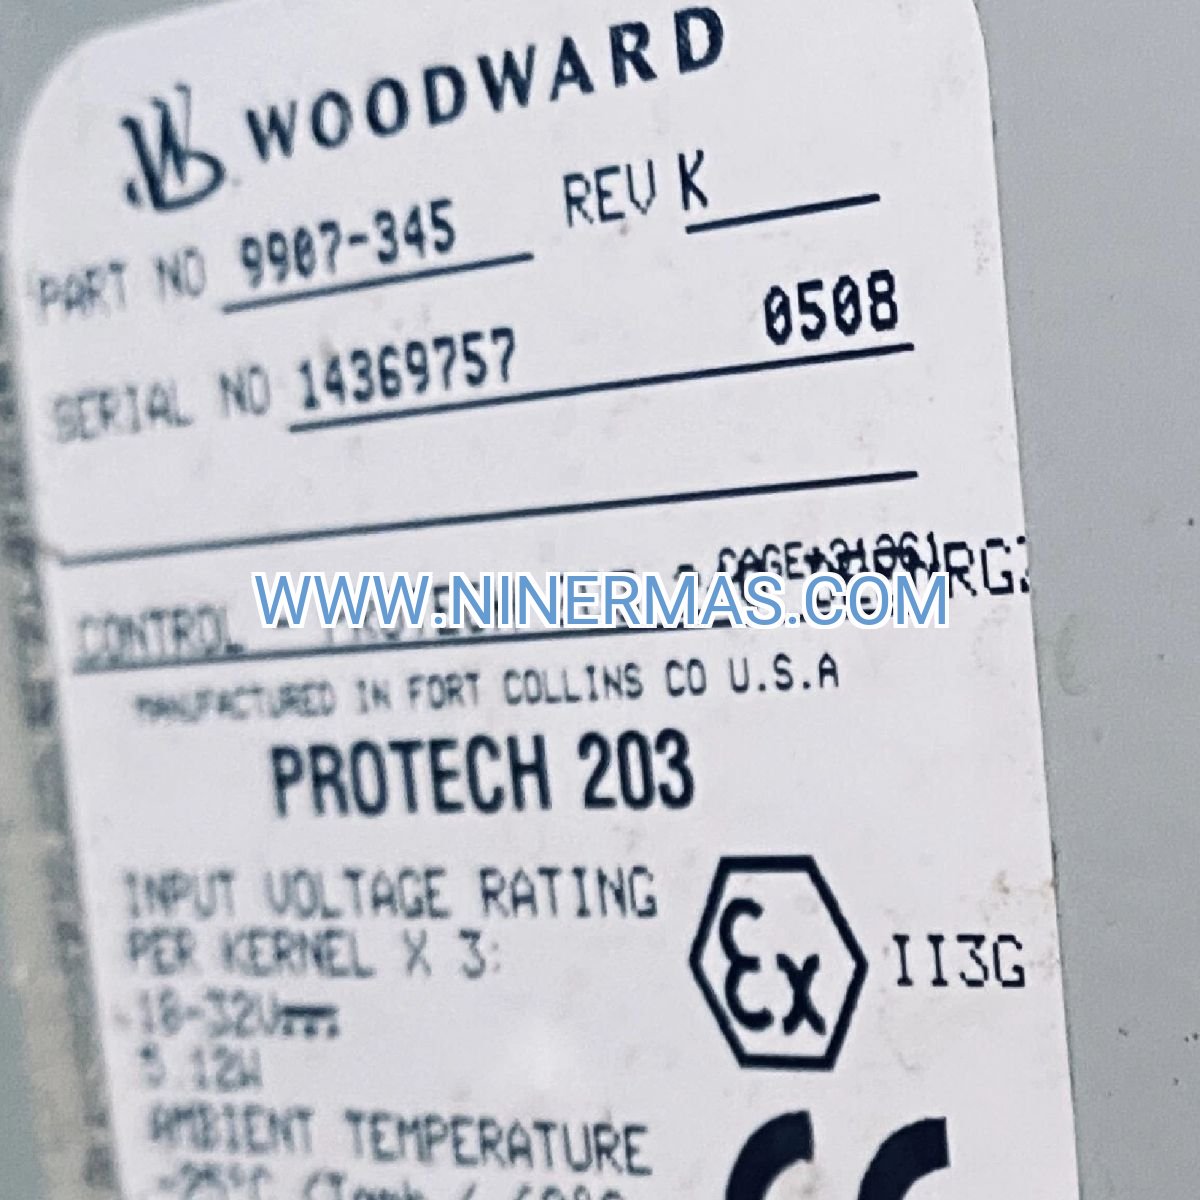 WOODWARD
PART NO 9907-345 REV K
SERIAL NO 14369757 0508
CONTROL -
WWW.NINERMAS.COM
MANUFACTURED IN FORT COLLINS CO U.S.A
PROTECH 203
INPUT VOLTAGE RATING
PER KERNEL X 3:
18-32V
5.12W
Ex II3G
AMBIENT TEMPERATURE
CE